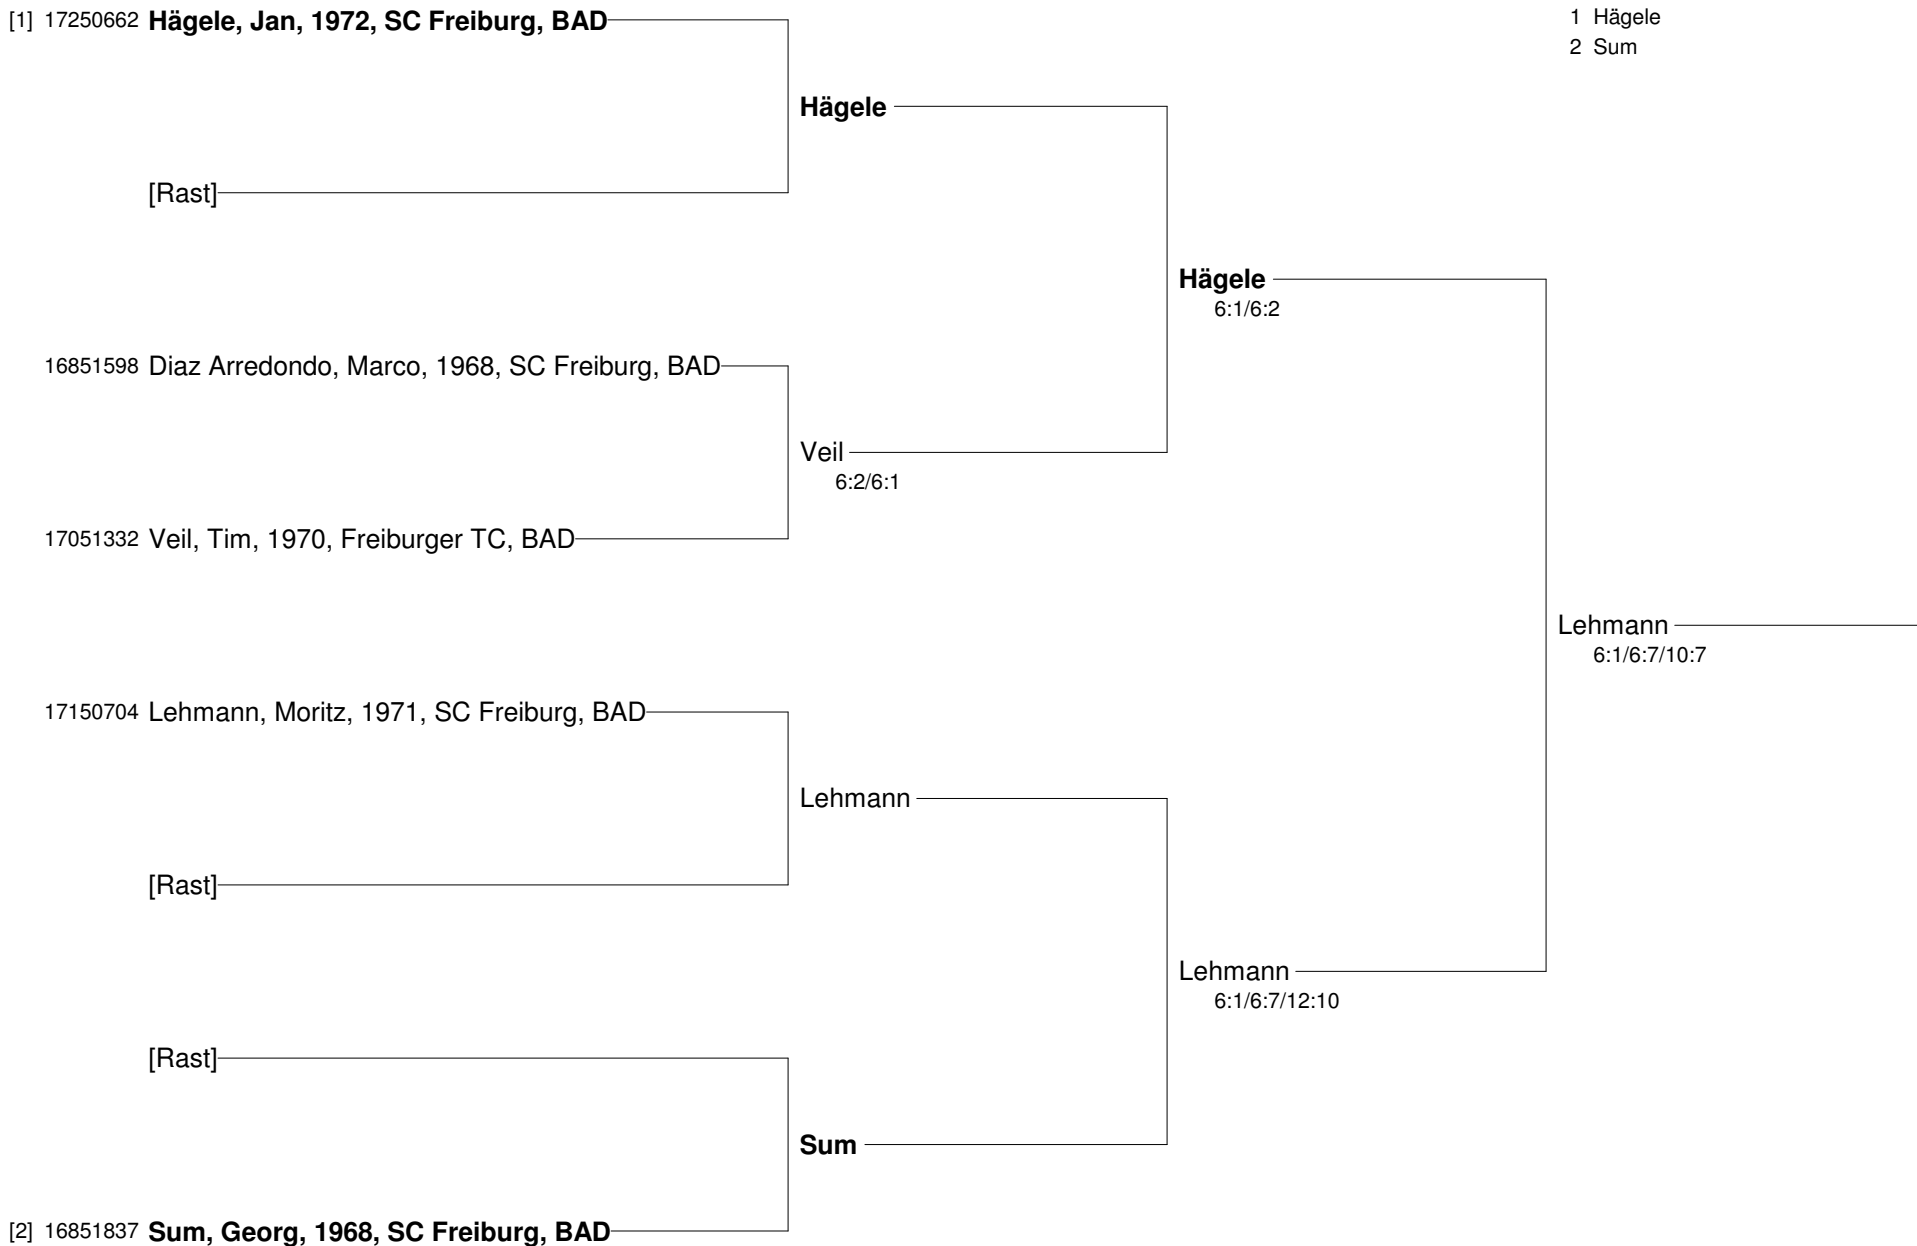 [1] 17250662 Hägele, Jan, 1972, SC Freiburg, BAD
1 Hägele
2 Sum
Hägele
[Rast]
Hägele
6:1/6:2
16851598 Diaz Arredondo, Marco, 1968, SC Freiburg, BAD
Veil
6:2/6:1
17051332 Veil, Tim, 1970, Freiburger TC, BAD
Lehmann
6:1/6:7/10:7
17150704 Lehmann, Moritz, 1971, SC Freiburg, BAD
Lehmann
[Rast]
Lehmann
6:1/6:7/12:10
[Rast]
Sum
[2] 16851837 Sum, Georg, 1968, SC Freiburg, BAD